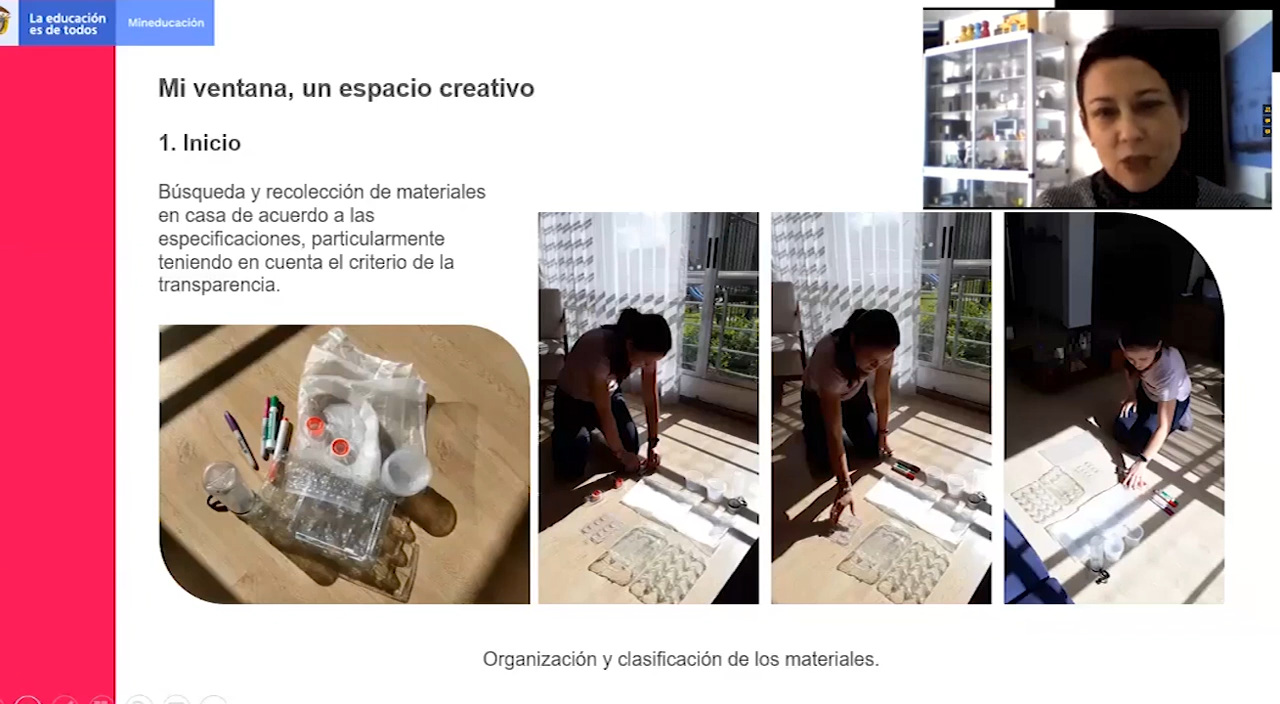 La educación
es de todos
Mineducación
Mi ventana, un espacio creativo
1. Inicio
Búsqueda y recolección de materiales
en casa de acuerdo a las
especificaciones, particularmente
teniendo en cuenta el criterio de la
transparencia.
Organización y clasificación de los materiales.